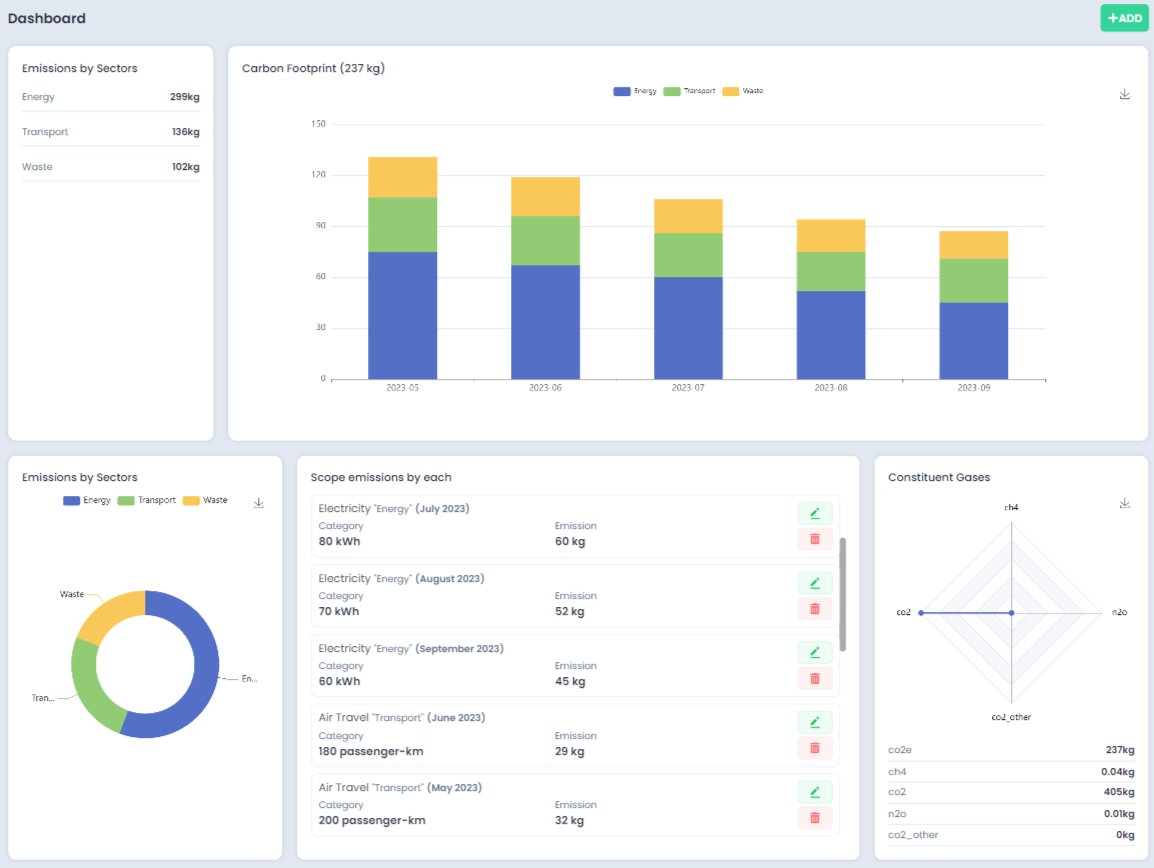 Dashboard
+ADD
Emissions by Sectors
Energy 299kg
Transport 136kg
Waste 102kg
Carbon Footprint (237 kg)
Energy Transport Waste
150
120
90
60
30
0
2023-05 2023-06 2023-07 2023-08 2023-09
Emissions by Sectors
Energy Transport Waste
Waste
En...
Tran...
Scope emissions by each
Electricity "Energy" (July 2023)
Category Emission
80 kWh 60 kg
Electricity "Energy" (August 2023)
Category Emission
70 kWh 52 kg
Electricity "Energy" (September 2023)
Category Emission
60 kWh 45 kg
Air Travel "Transport" (June 2023)
Category Emission
180 passenger-km 29 kg
Air Travel "Transport" (May 2023)
Category Emission
200 passenger-km 32 kg
Constituent Gases
ch4
co2
n2o
co2_other
co2e 237kg
ch4 0.04kg
co2 405kg
n2o 0.01kg
co2_other 0kg